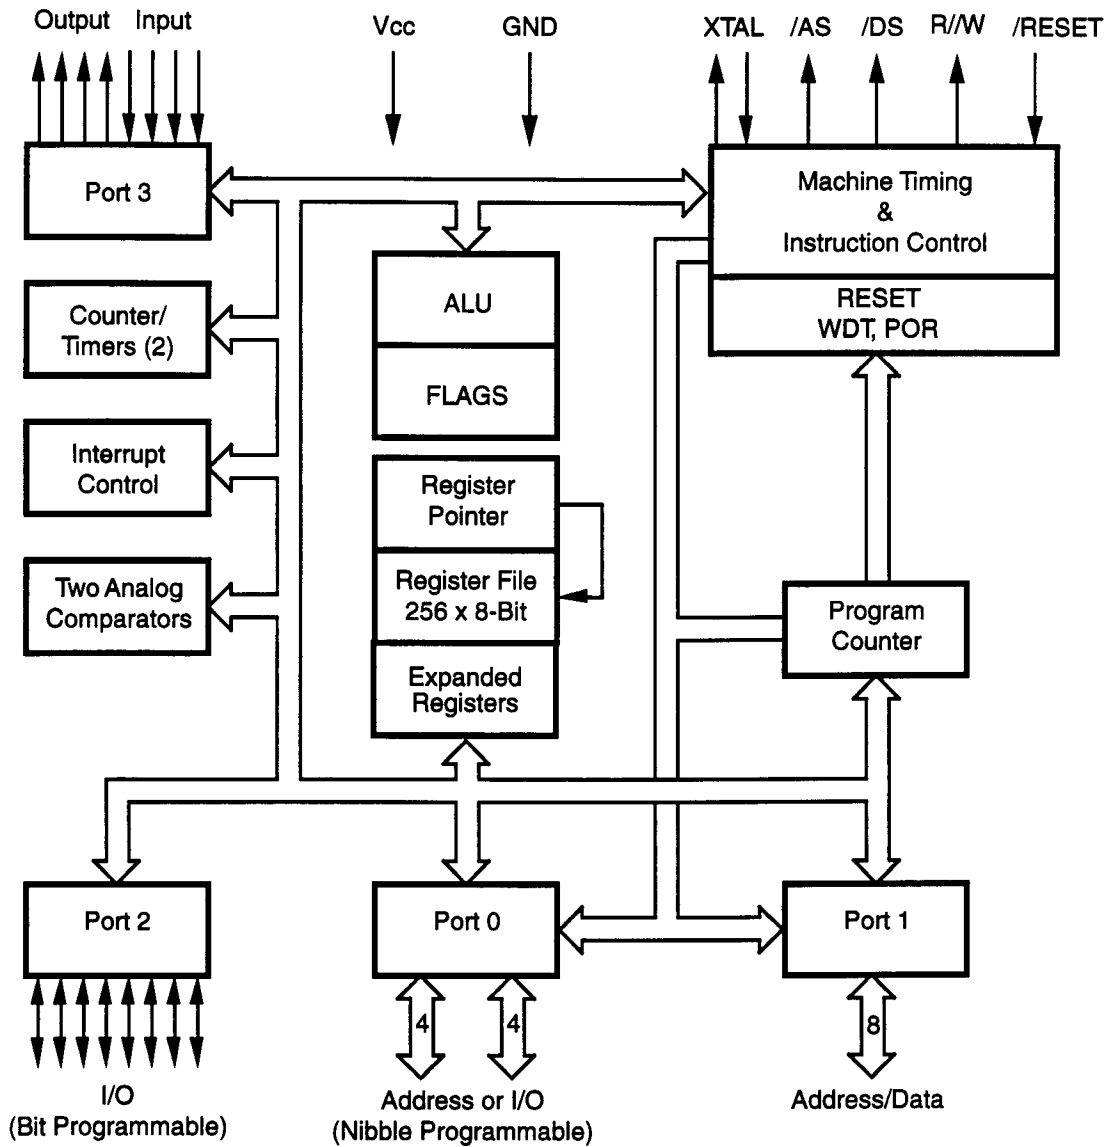 Output Input Vcc GND XTAL /AS /DS R//W /RESET
Port 3
Machine Timing
&
Instruction Control
RESET
WDT, POR
Counter/
Timers (2)
ALU
FLAGS
Interrupt
Control
Register
Pointer
Register File
256 x 8-Bit
Expanded
Registers
Two Analog
Comparators
Program
Counter
Port 2
Port 0
Port 1
4
4
8
I/O
(Bit Programmable)
Address or I/O
(Nibble Programmable)
Address/Data